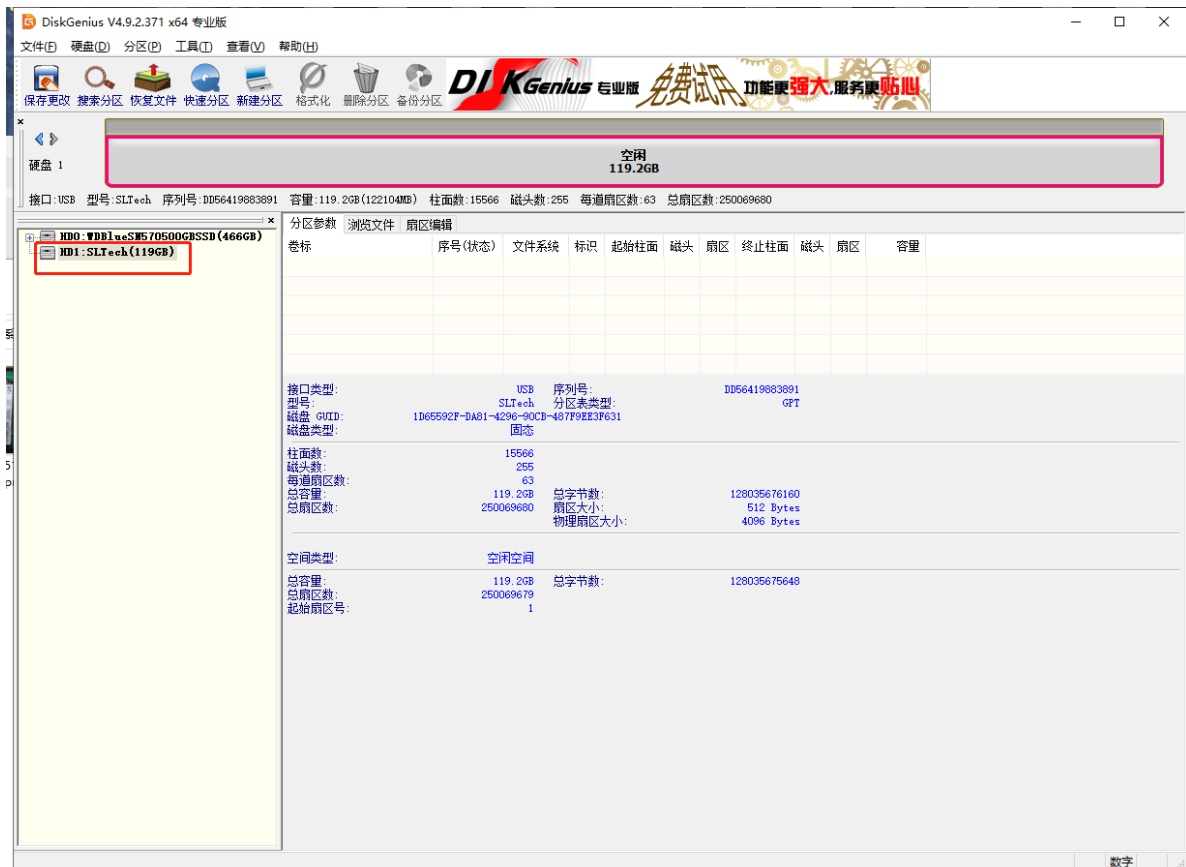 DiskGenius V4.9.2.371 x64 专业版
文件(F) 硬盘(D) 分区(P) 工具(T) 查看(V) 帮助(H)
保存更改 搜索分区 恢复文件 快速分区 新建分区 格式化 删除分区 备份分区
DISKGenius 专业版 免费试用 功能更强大,服务更贴心
空闲
119.2GB
硬盘 1
接口:USB 型号:SLTech 序列号:DD56419883891 容量:119.2GB(122104MB) 柱面数:15566 磁头数:255 每道扇区数:63 总扇区数:250069680
HD0:WDBlueSN570500GBSSD(466GB)
HD1:SLTech(119GB)
分区参数 浏览文件 扇区编辑
卷标 序号(状态) 文件系统 标识 起始柱面 磁头 扇区 终止柱面 磁头 扇区 容量
接口类型: USB 序列号: DD56419883891
型号: SLTech 分区表类型: GPT
磁盘 GUID: 1D65592F-DA81-4296-90CB-487F9EE3F631
磁盘类型: 固态
柱面数: 15566
磁头数: 255
每道扇区数: 63
总容量: 119.2GB 总字节数: 128035676160
总扇区数: 250069680 扇区大小: 512 Bytes
物理扇区大小: 4096 Bytes
空间类型: 空闲空间
总容量: 119.2GB 总字节数: 128035675648
总扇区数: 250069679
起始扇区号: 1
数字